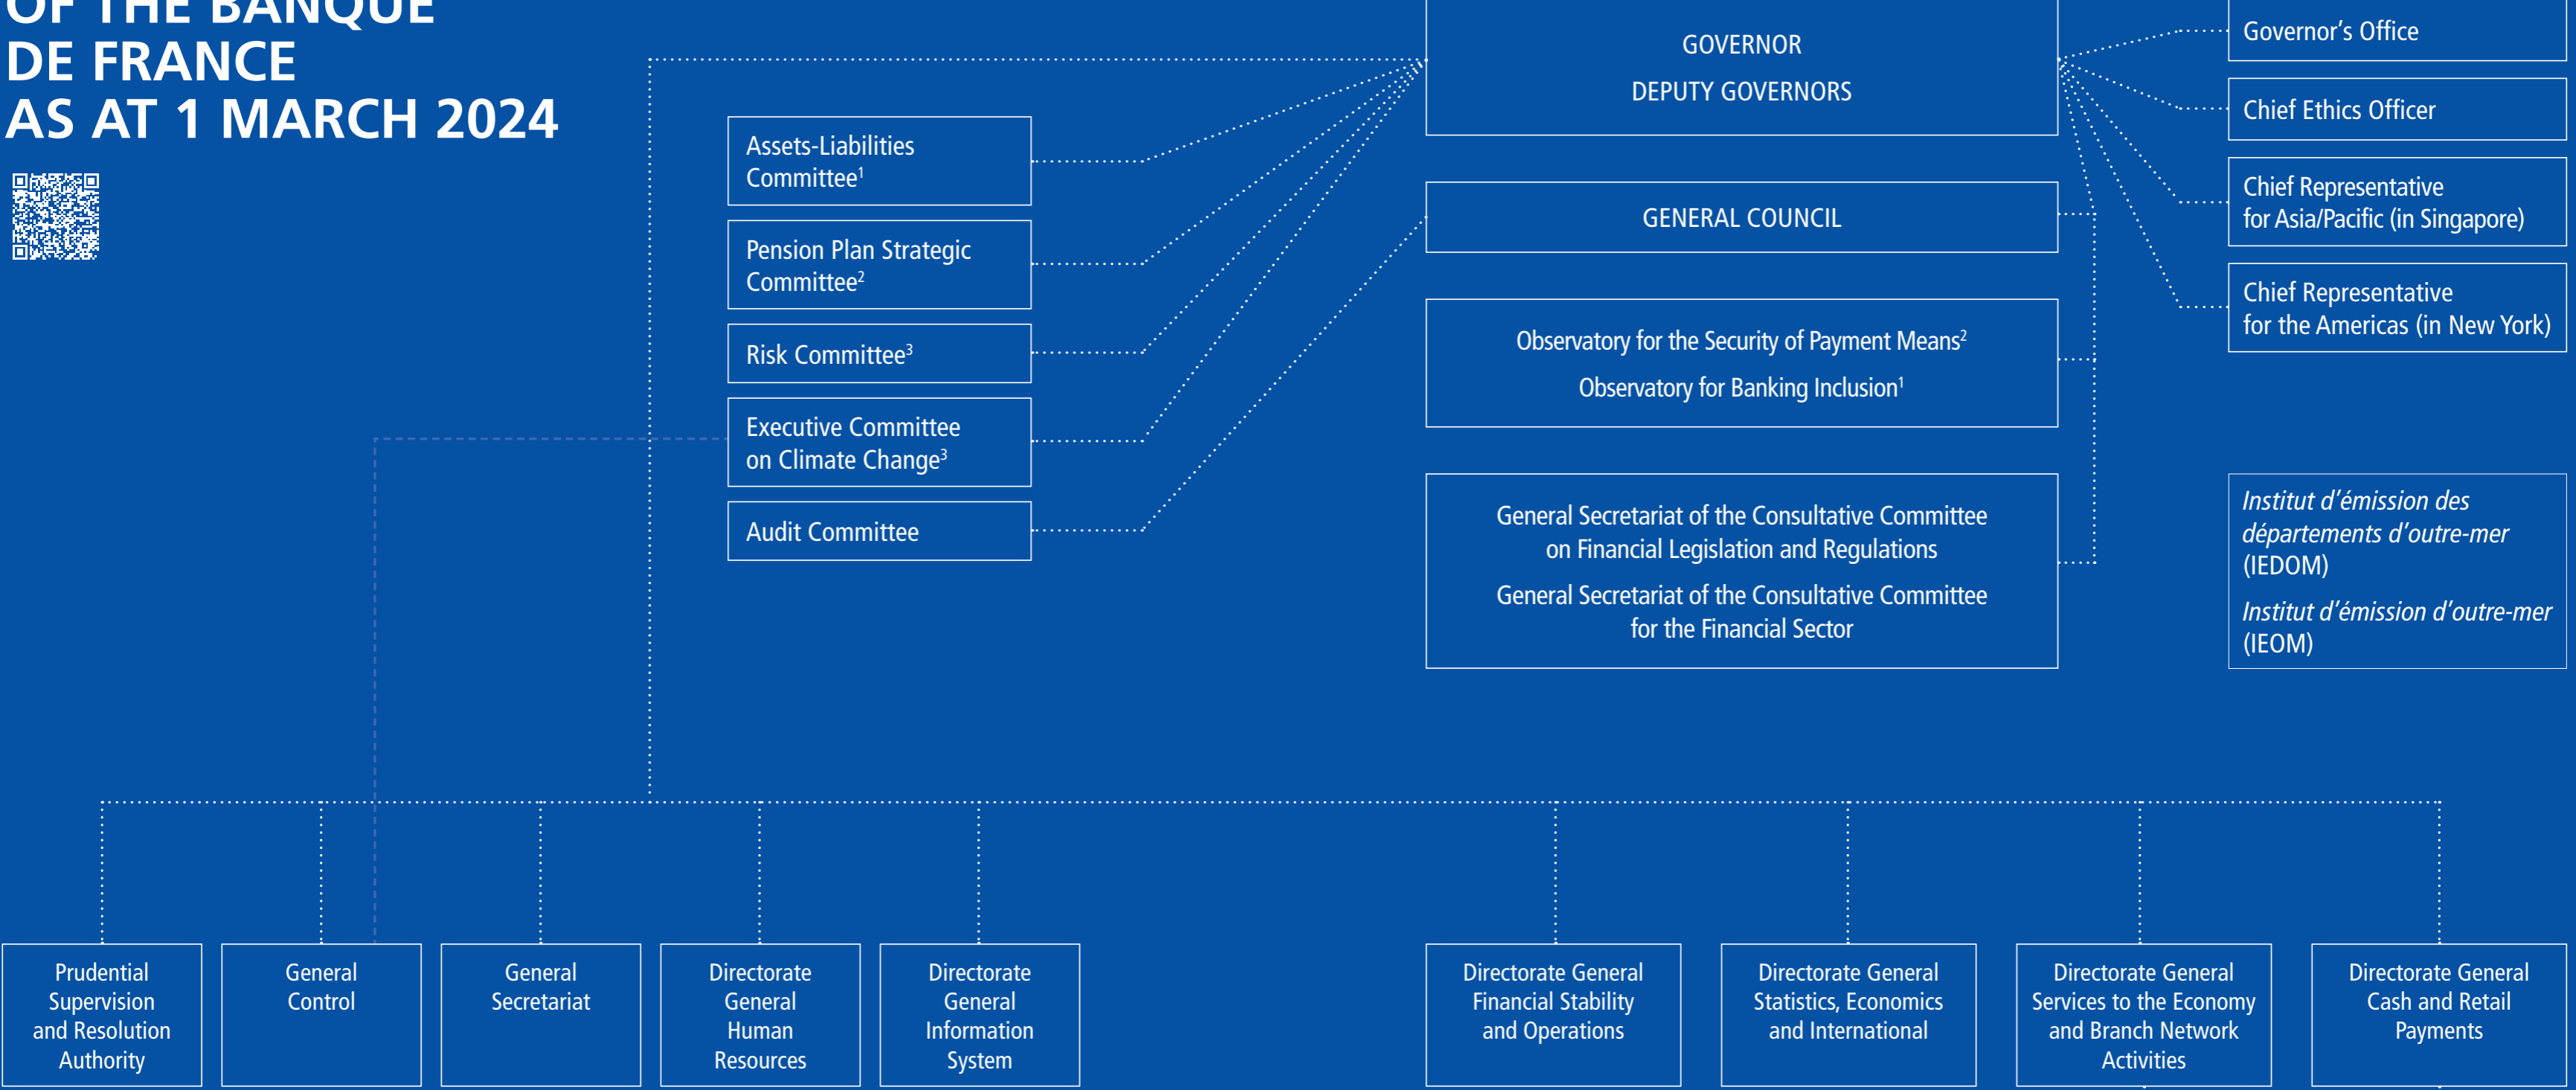 OF THE BANQUE
DE FRANCE
AS AT 1 MARCH 2024
GOVERNOR
DEPUTY GOVERNORS
Governor's Office
Chief Ethics Officer
Chief Representative
for Asia/Pacific (in Singapore)
Chief Representative
for the Americas (in New York)
Assets-Liabilities
Committee¹
Pension Plan Strategic
Committee²
Risk Committee³
Executive Committee
on Climate Change³
Audit Committee
GENERAL COUNCIL
Observatory for the Security of Payment Means²
Observatory for Banking Inclusion¹
General Secretariat of the Consultative Committee
on Financial Legislation and Regulations
General Secretariat of the Consultative Committee
for the Financial Sector
Institut d'émission des
départements d'outre-mer
(IEDOM)
Institut d'émission d'outre-mer
(IEOM)
Prudential
Supervision
and Resolution
Authority
General
Control
General
Secretariat
Directorate
General
Human
Resources
Directorate
General
Information
System
Directorate General
Financial Stability
and Operations
Directorate General
Statistics, Economics
and International
Directorate General
Services to the Economy
and Branch Network
Activities
Directorate General
Cash and Retail
Payments